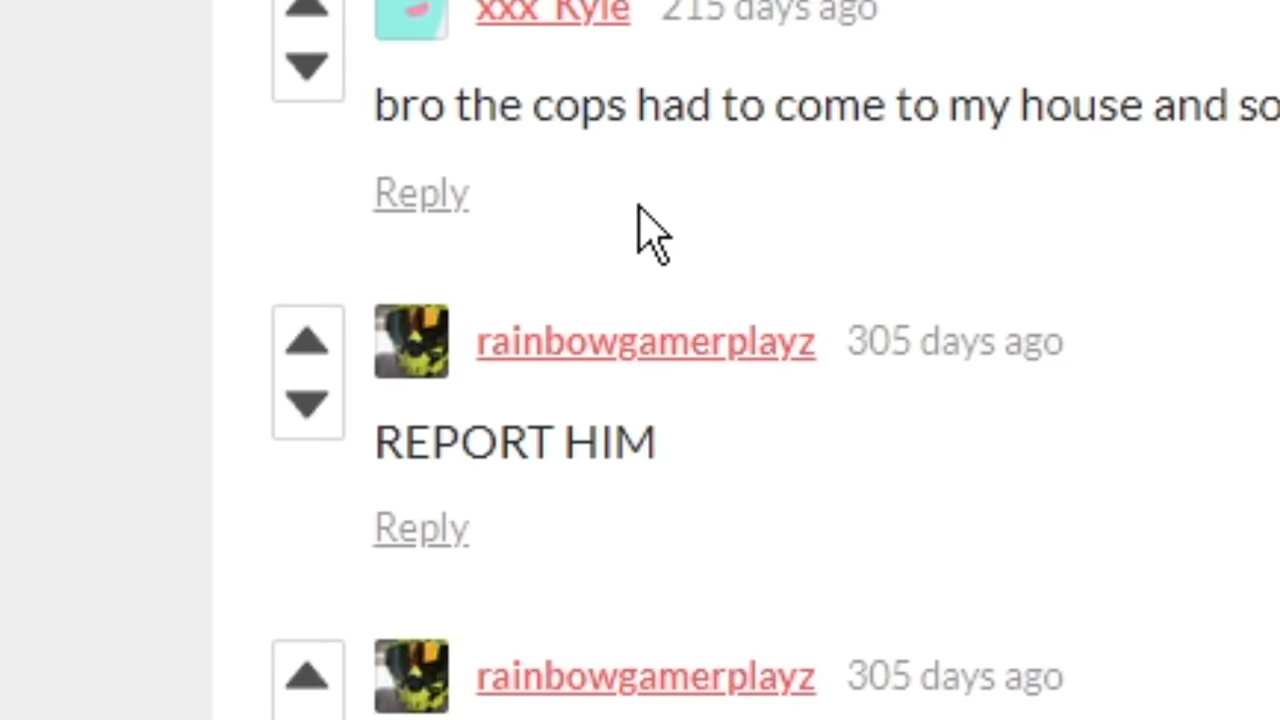 xxx_Kyle 215 days ago
bro the cops had to come to my house and so
Reply
rainbowgamerplayz 305 days ago
REPORT HIM
Reply
rainbowgamerplayz 305 days ago